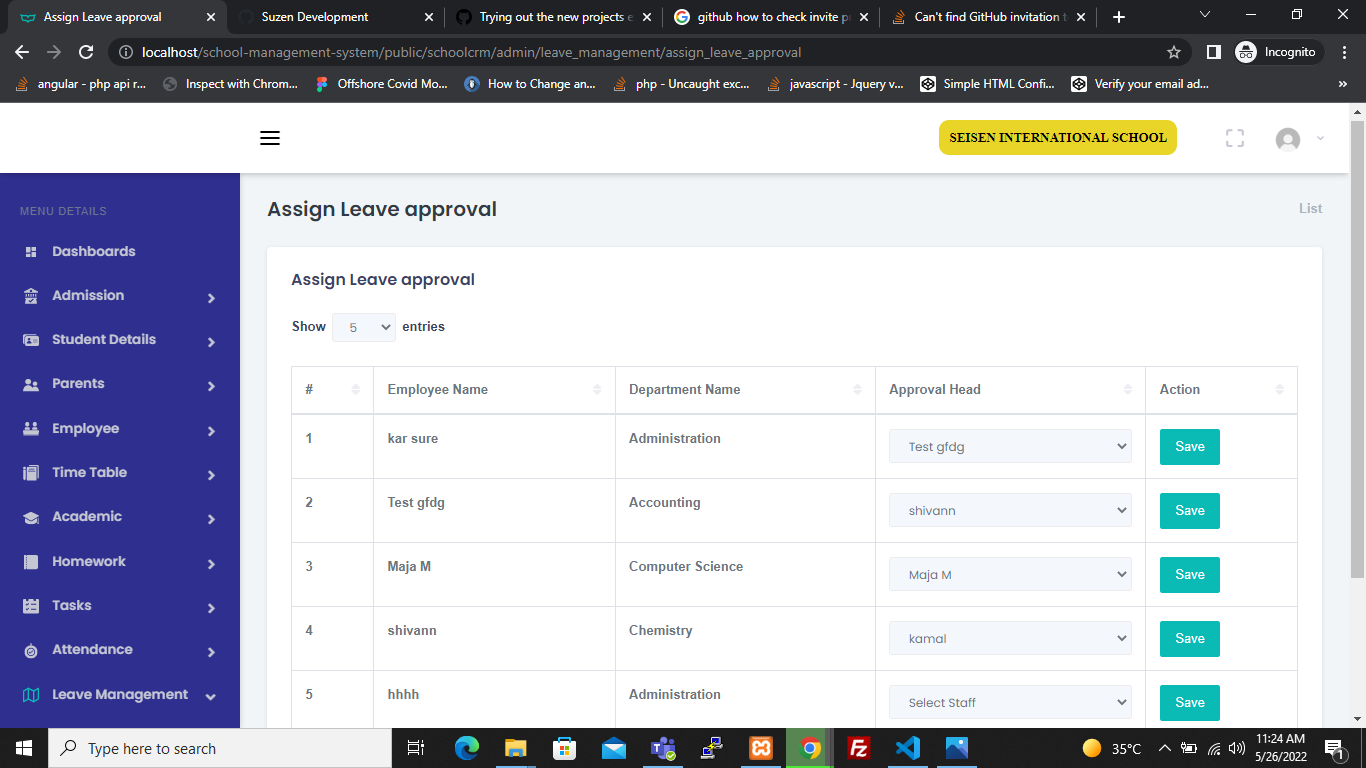 Assign Leave approval
Suzen Development
Trying out the new projects e
github how to check invite p
Can't find GitHub invitation t
localhost/school-management-system/public/schoolcrm/admin/leave_management/assign_leave_approval
Incognito
angular - php api r...
Inspect with Chrom...
Offshore Covid Mo...
How to Change an...
php - Uncaught exc...
javascript - Jquery v...
Simple HTML Confi...
Verify your email ad...
»
SEISEN INTERNATIONAL SCHOOL
MENU DETAILS
Dashboards
Admission
Student Details
Parents
Employee
Time Table
Academic
Homework
Tasks
Attendance
Leave Management
Assign Leave approval
List
Assign Leave approval
Show 5 entries
# Employee Name Department Name Approval Head Action
1 kar sure Administration Test gfdg Save
2 Test gfdg Accounting shivann Save
3 Maja M Computer Science Maja M Save
4 shivann Chemistry kamal Save
5 hhhh Administration Select Staff Save
Type here to search
35°C
11:24 AM
5/26/2022
1